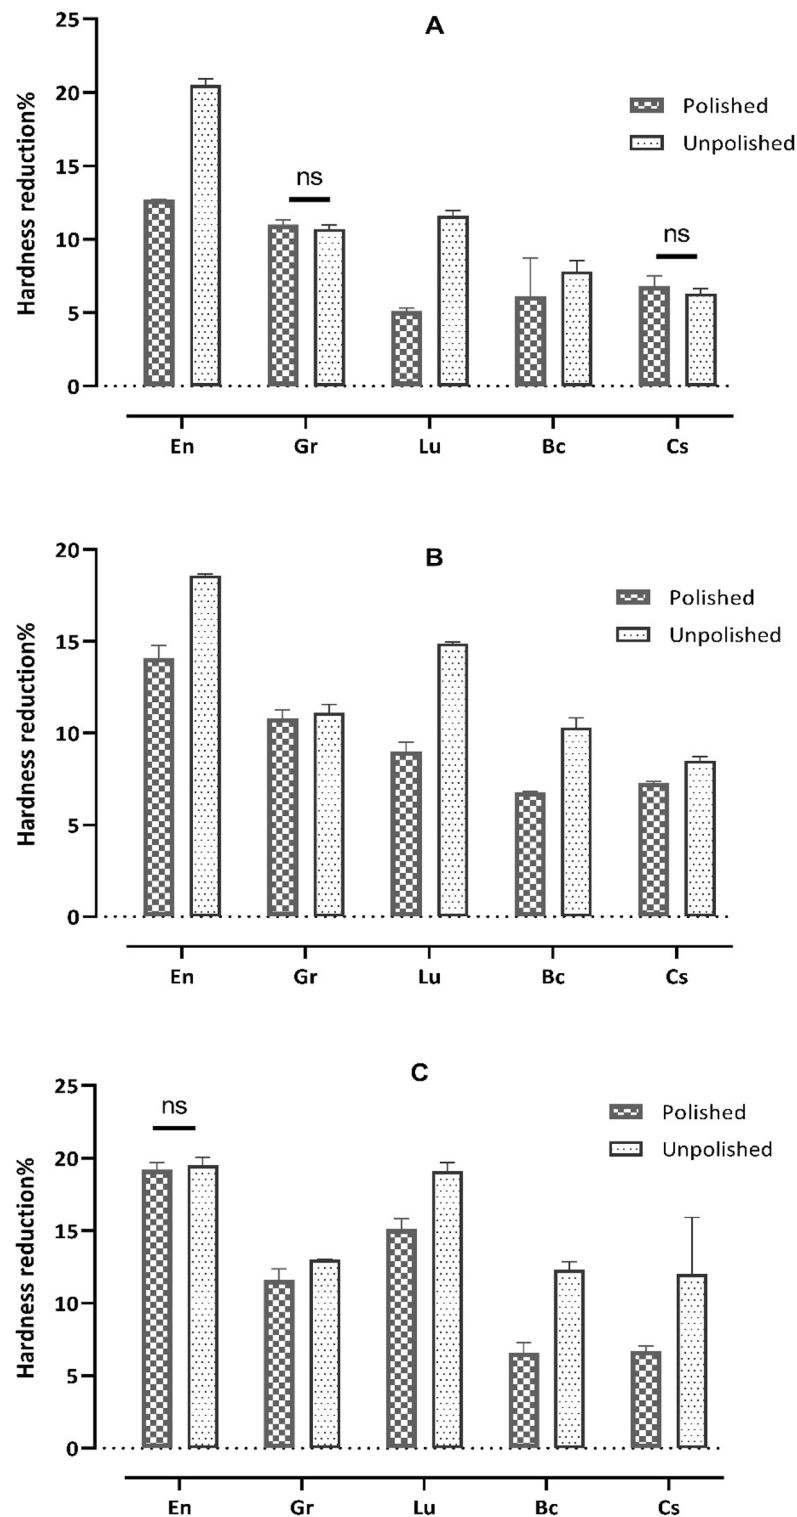 A
Hardness reduction%
25
20
15
10
5
0
Polished
Unpolished
ns
ns
En Gr Lu Bc Cs
B
Hardness reduction%
20
15
10
5
0
Polished
Unpolished
En Gr Lu Bc Cs
C
Hardness reduction%
25
20
15
10
5
0
Polished
Unpolished
ns
En Gr Lu Bc Cs